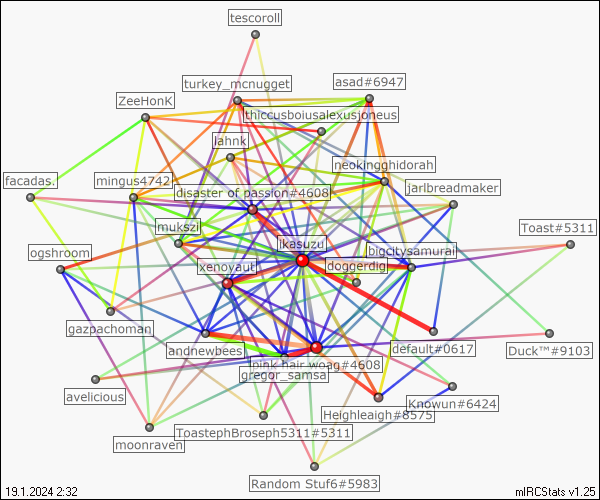 tescoroll
turkey_mcnugget
asad#6947
ZeeHonK
thiccusboiusalexusjoneus
lahnk
neokingghidorah
facadas.
mingus4742
disaster of passion#4608
jarlbreadmaker
mukszi
Toast#5311
ogshroom
lkasuzu
bigcitysamurai
xenoyaut
doggerdig
gazpachoman
andnewbees
default#0617
Duck™#9103
pink hair woag#4608
gregor_samsa
avelicious
Knowun#6424
Heighleaigh#8575
moonraven
ToastephBroseph5311#5311
Random Stuf6#5983
19.1.2024 2:32
mIRCStats v1.25